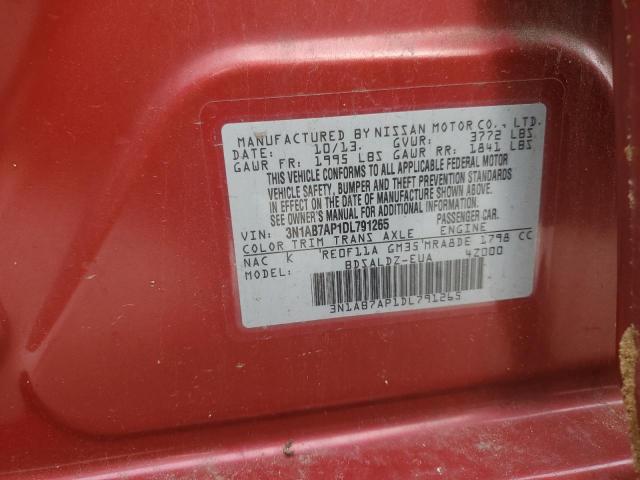 MANUFACTURED BY NISSAN MOTOR CO., LTD.
DATE: 10/13. GVWR: 3772 LBS
GAWR FR: 1995 LBS GAWR RR: 1841 LBS
THIS VEHICLE CONFORMS TO ALL APPLICABLE FEDERAL MOTOR
VEHICLE SAFETY, BUMPER AND THEFT PREVENTION STANDARDS
IN EFFECT ON THE DATE OF MANUFACTURE SHOWN ABOVE.
SEE OWNER'S MANUAL FOR ADDITIONAL INFORMATION.
VIN: 3N1AB7AP1DL791265 PASSENGER CAR.
COLOR TRIM TRANS AXLE ENGINE
NAC K RE0F11A GM35 MRA8DE 1798 CC
MODEL: BDSALDZ-EUA 4Z000
3N1AB7AP1DL791265